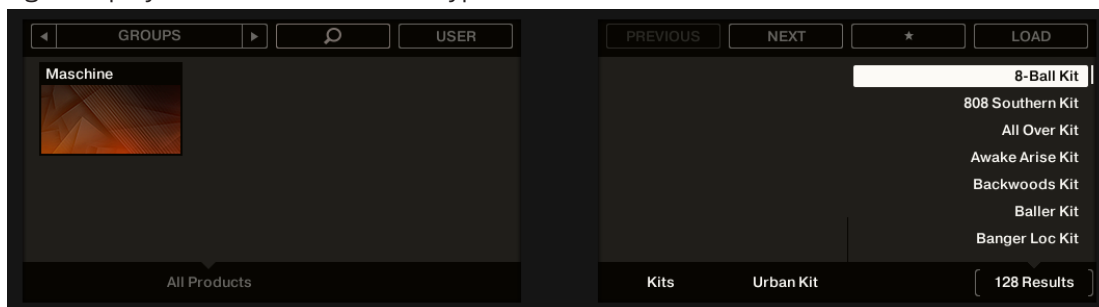 GROUPS USER PREVIOUS NEXT ★ LOAD
Maschine
8-Ball Kit
808 Southern Kit
All Over Kit
Awake Arise Kit
Backwoods Kit
Baller Kit
Banger Loc Kit
All Products Kits Urban Kit 128 Results